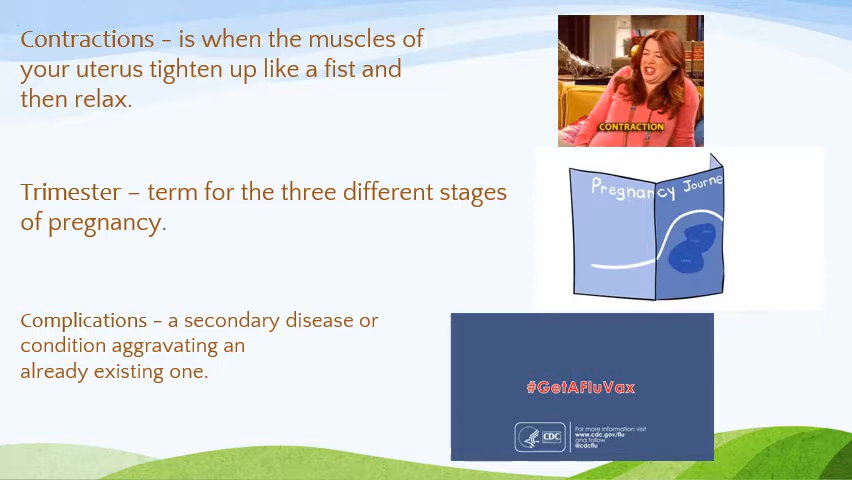 Contractions - is when the muscles of
your uterus tighten up like a fist and
then relax.
CONTRACTION
Trimester – term for the three different stages
of pregnancy.
Pregnancy Journe
Complications - a secondary disease or
condition aggravating an
already existing one.
#GetAFluVax
CDC
For more information visit
www.cdc.gov/flu
and follow
@cdcflu